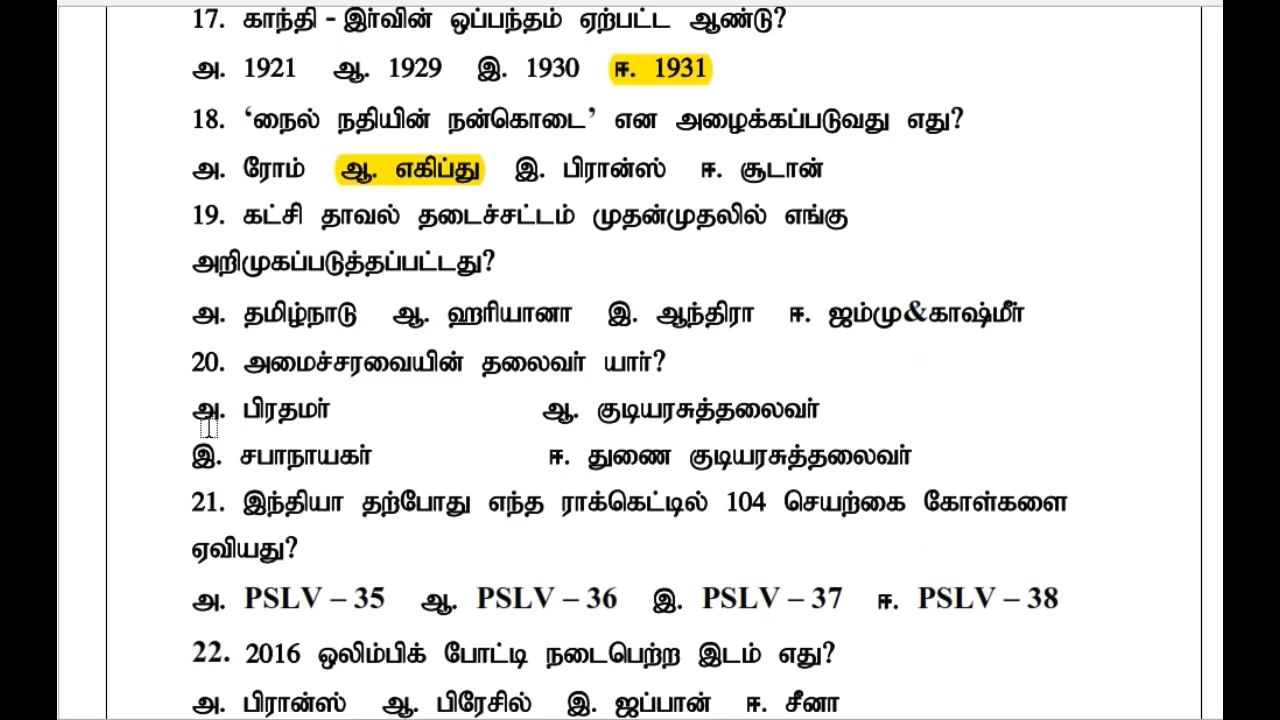 17. காந்தி - இர்வின் ஒப்பந்தம் ஏற்பட்ட ஆண்டு?
அ. 1921 ஆ. 1929 இ. 1930 ஈ. 1931
18. ‘நைல் நதியின் நன்கொடை’ என அழைக்கப்படுவது எது?
அ. ரோம் ஆ. எகிப்து இ. பிரான்ஸ் ஈ. சூடான்
19. கட்சி தாவல் தடைச்சட்டம் முதன்முதலில் எங்கு
அறிமுகப்படுத்தப்பட்டது?
அ. தமிழ்நாடு ஆ. ஹரியானா இ. ஆந்திரா ஈ. ஜம்மு&காஷ்மீர்
20. அமைச்சரவையின் தலைவர் யார்?
அ. பிரதமர் ஆ. குடியரசுத்தலைவர்
இ. சபாநாயகர் ஈ. துணை குடியரசுத்தலைவர்
21. இந்தியா தற்போது எந்த ராக்கெட்டில் 104 செயற்கை கோள்களை
ஏவியது?
அ. PSLV – 35 ஆ. PSLV – 36 இ. PSLV – 37 ஈ. PSLV – 38
22. 2016 ஒலிம்பிக் போட்டி நடைபெற்ற இடம் எது?
அ. பிரான்ஸ் ஆ. பிரேசில் இ. ஜப்பான் ஈ. சீனா